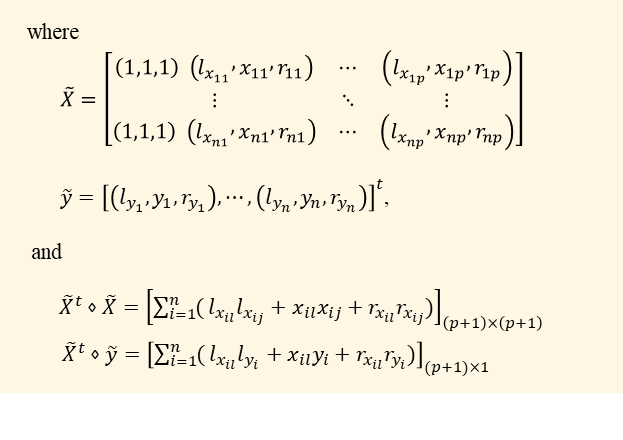 where
X̃ = [(1,1,1) (l_{x_{11}}, x_{11}, r_{11}) ⋯ (l_{x_{1p}}, x_{1p}, r_{1p})
⋮ ⋱ ⋮
(1,1,1) (l_{x_{n1}}, x_{n1}, r_{n1}) ⋯ (l_{x_{np}}, x_{np}, r_{np})]
ỹ = [(l_{y_1}, y_1, r_{y_1}), ⋯, (l_{y_n}, y_n, r_{y_n})]^t,
and
X̃^t ⋄ X̃ = [∑_{i=1}^{n}(l_{x_{il}} l_{x_{ij}} + x_{il} x_{ij} + r_{x_{il}} r_{x_{ij}})]_{(p+1)×(p+1)}
X̃^t ⋄ ỹ = [∑_{i=1}^{n}(l_{x_{il}} l_{y_i} + x_{il} y_i + r_{x_{il}} r_{y_i})]_{(p+1)×1}